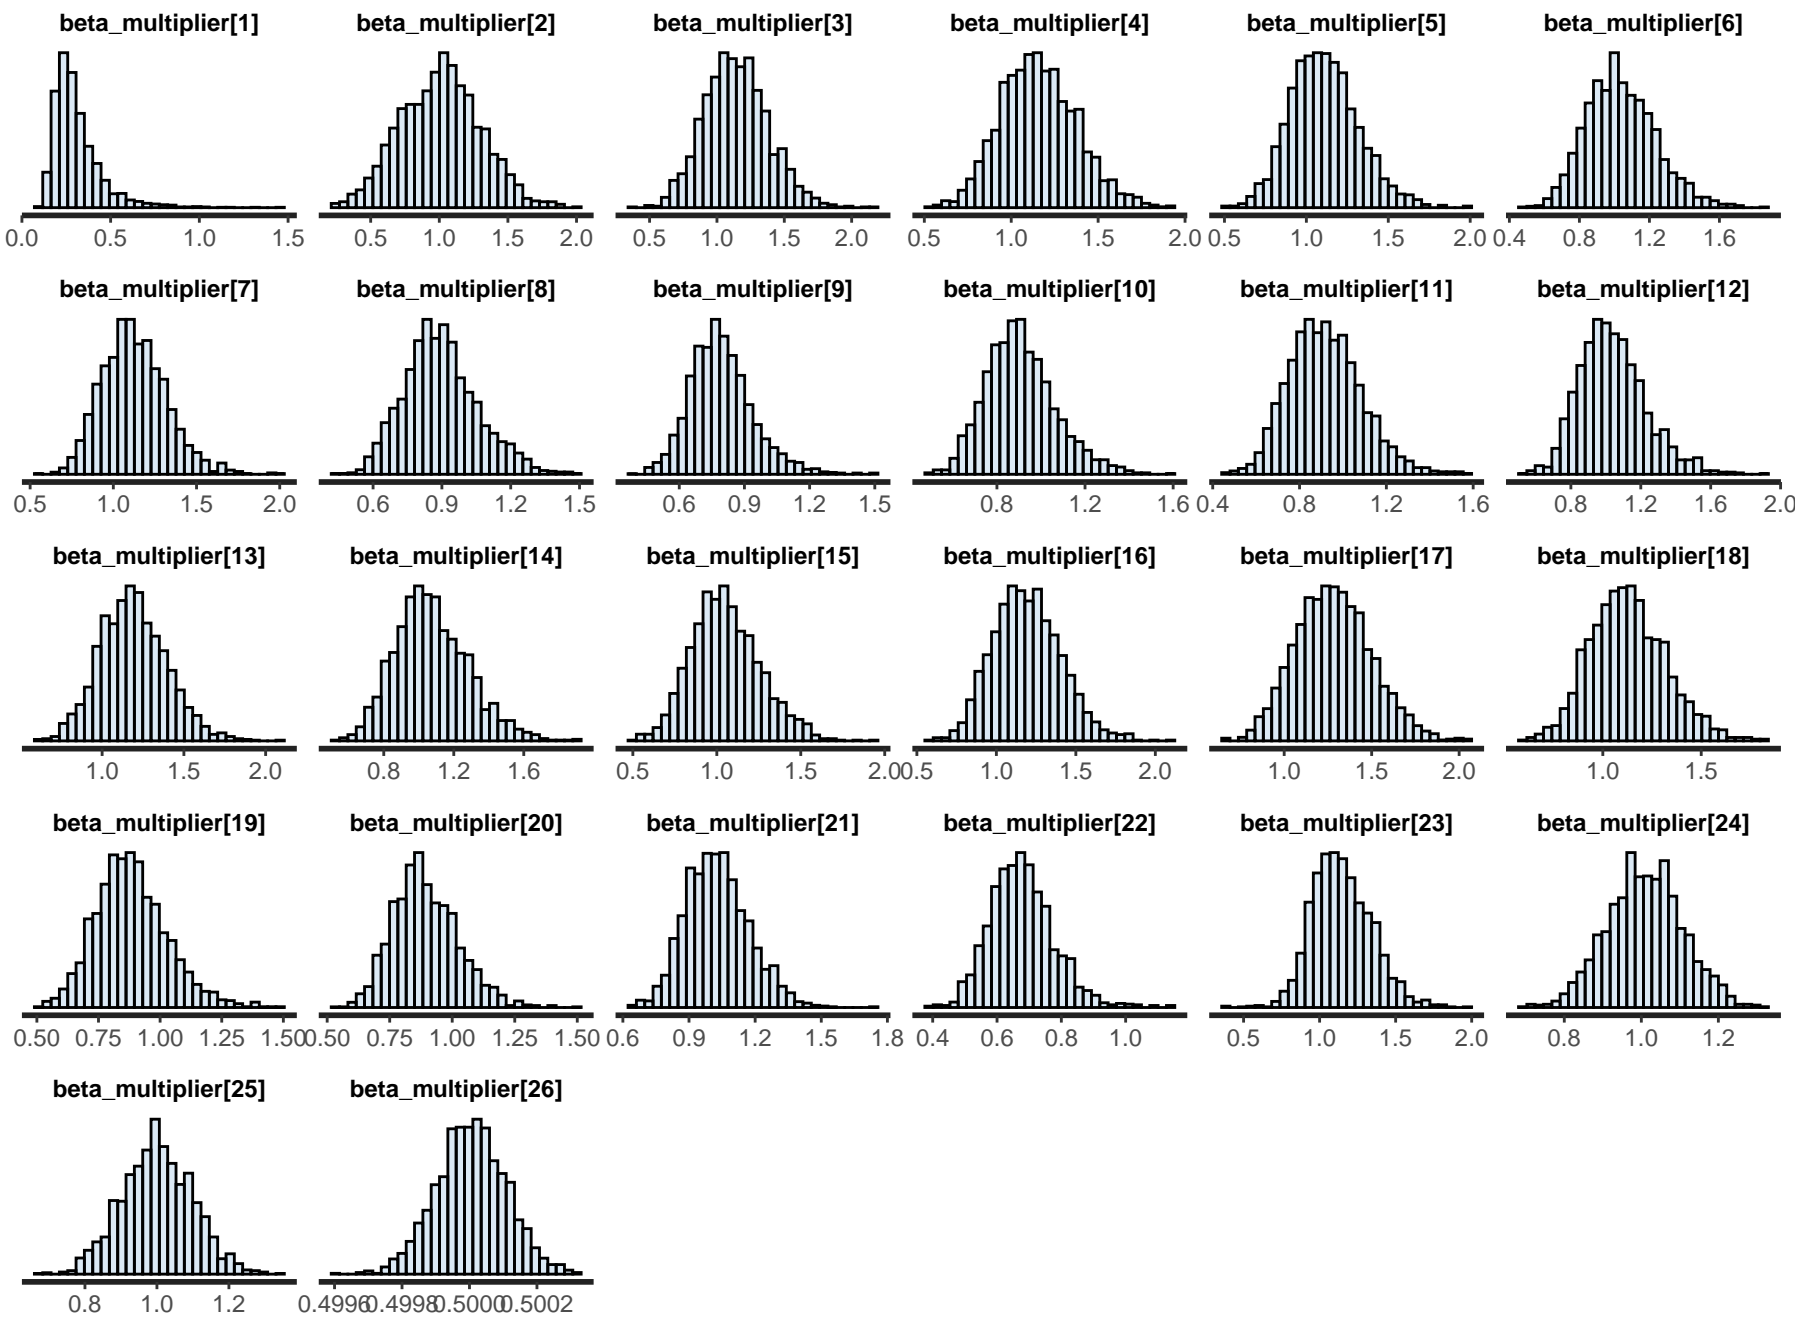 beta_multiplier[1] beta_multiplier[2] beta_multiplier[3] beta_multiplier[4] beta_multiplier[5] beta_multiplier[6]
0.0 0.5 1.0 1.5 0.5 1.0 1.5 2.0 0.5 1.0 1.5 2.0 0.5 1.0 1.5 2.0 0.5 1.0 1.5 2.0 0.4 0.8 1.2 1.6
beta_multiplier[7] beta_multiplier[8] beta_multiplier[9] beta_multiplier[10] beta_multiplier[11] beta_multiplier[12]
0.5 1.0 1.5 2.0 0.6 0.9 1.2 1.5 0.6 0.9 1.2 1.5 0.8 1.2 1.6 0.4 0.8 1.2 1.6 0.8 1.2 1.6 2.0
beta_multiplier[13] beta_multiplier[14] beta_multiplier[15] beta_multiplier[16] beta_multiplier[17] beta_multiplier[18]
1.0 1.5 2.0 0.8 1.2 1.6 0.5 1.0 1.5 2.0 0.5 1.0 1.5 2.0 1.0 1.5 2.0 1.0 1.5
beta_multiplier[19] beta_multiplier[20] beta_multiplier[21] beta_multiplier[22] beta_multiplier[23] beta_multiplier[24]
0.50 0.75 1.00 1.25 1.50 0.50 0.75 1.00 1.25 1.50 0.6 0.9 1.2 1.5 1.8 0.4 0.6 0.8 1.0 0.5 1.0 1.5 2.0 0.8 1.0 1.2
beta_multiplier[25] beta_multiplier[26]
0.8 1.0 1.2 0.4996 0.4998 0.5000 0.5002